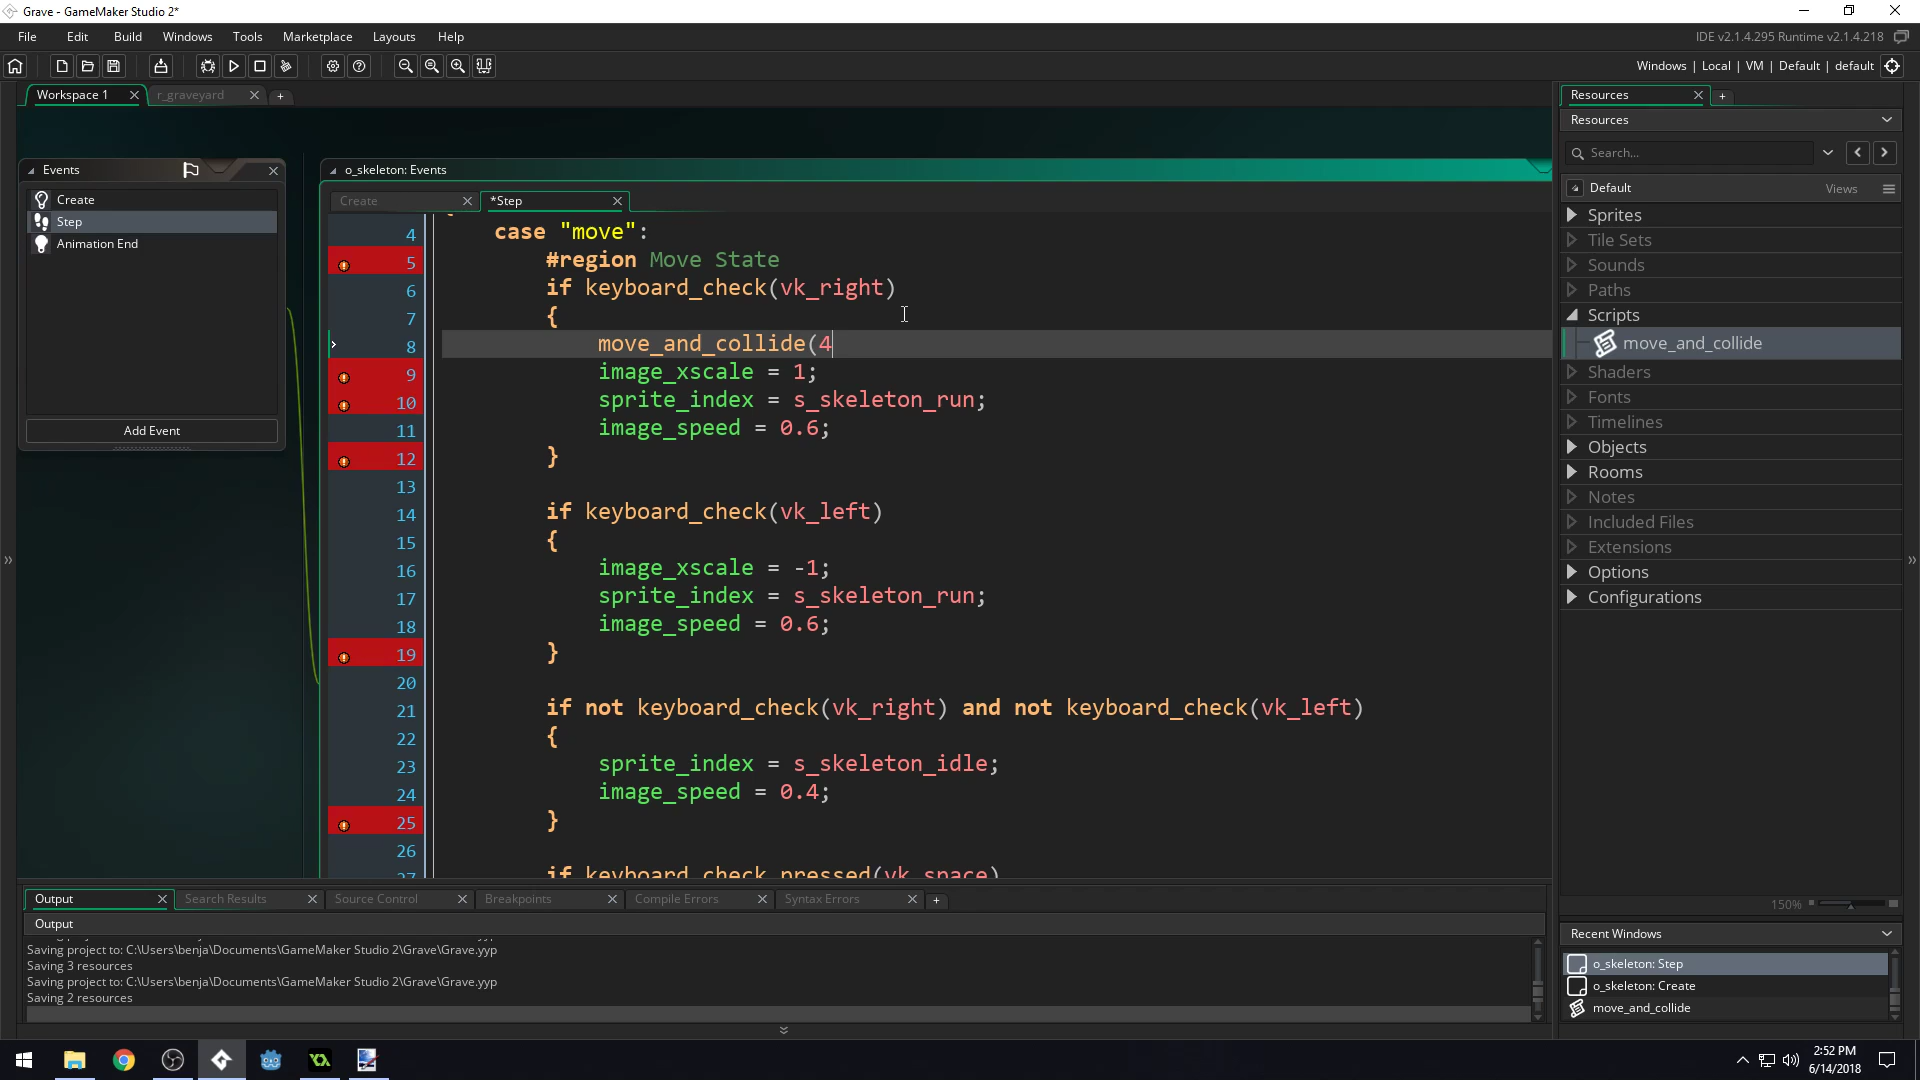 Grave - GameMaker Studio 2*
File Edit Build Windows Tools Marketplace Layouts Help
IDE v2.1.4.295 Runtime v2.1.4.218
Windows | Local | VM | Default | default
Workspace 1
r_graveyard
Events
Create
Step
Animation End
Add Event
o_skeleton: Events
Create
*Step
4 case "move":
5 #region Move State
6 if keyboard_check(vk_right)
7 {
8 move_and_collide(4
9 image_xscale = 1;
10 sprite_index = s_skeleton_run;
11 image_speed = 0.6;
12 }
13
14 if keyboard_check(vk_left)
15 {
16 image_xscale = -1;
17 sprite_index = s_skeleton_run;
18 image_speed = 0.6;
19 }
20
21 if not keyboard_check(vk_right) and not keyboard_check(vk_left)
22 {
23 sprite_index = s_skeleton_idle;
24 image_speed = 0.4;
25 }
26
27 if keyboard_check_pressed(vk_space)
Resources
Resources
Search...
Default
Views
Sprites
Tile Sets
Sounds
Paths
Scripts
move_and_collide
Shaders
Fonts
Timelines
Objects
Rooms
Notes
Included Files
Extensions
Options
Configurations
150%
Recent Windows
o_skeleton: Step
o_skeleton: Create
move_and_collide
Output
Search Results
Source Control
Breakpoints
Compile Errors
Syntax Errors
Output
Saving project to: C:\Users\benja\Documents\GameMaker Studio 2\Grave\Grave.yyp
Saving 3 resources
Saving project to: C:\Users\benja\Documents\GameMaker Studio 2\Grave\Grave.yyp
Saving 2 resources
2:52 PM
6/14/2018